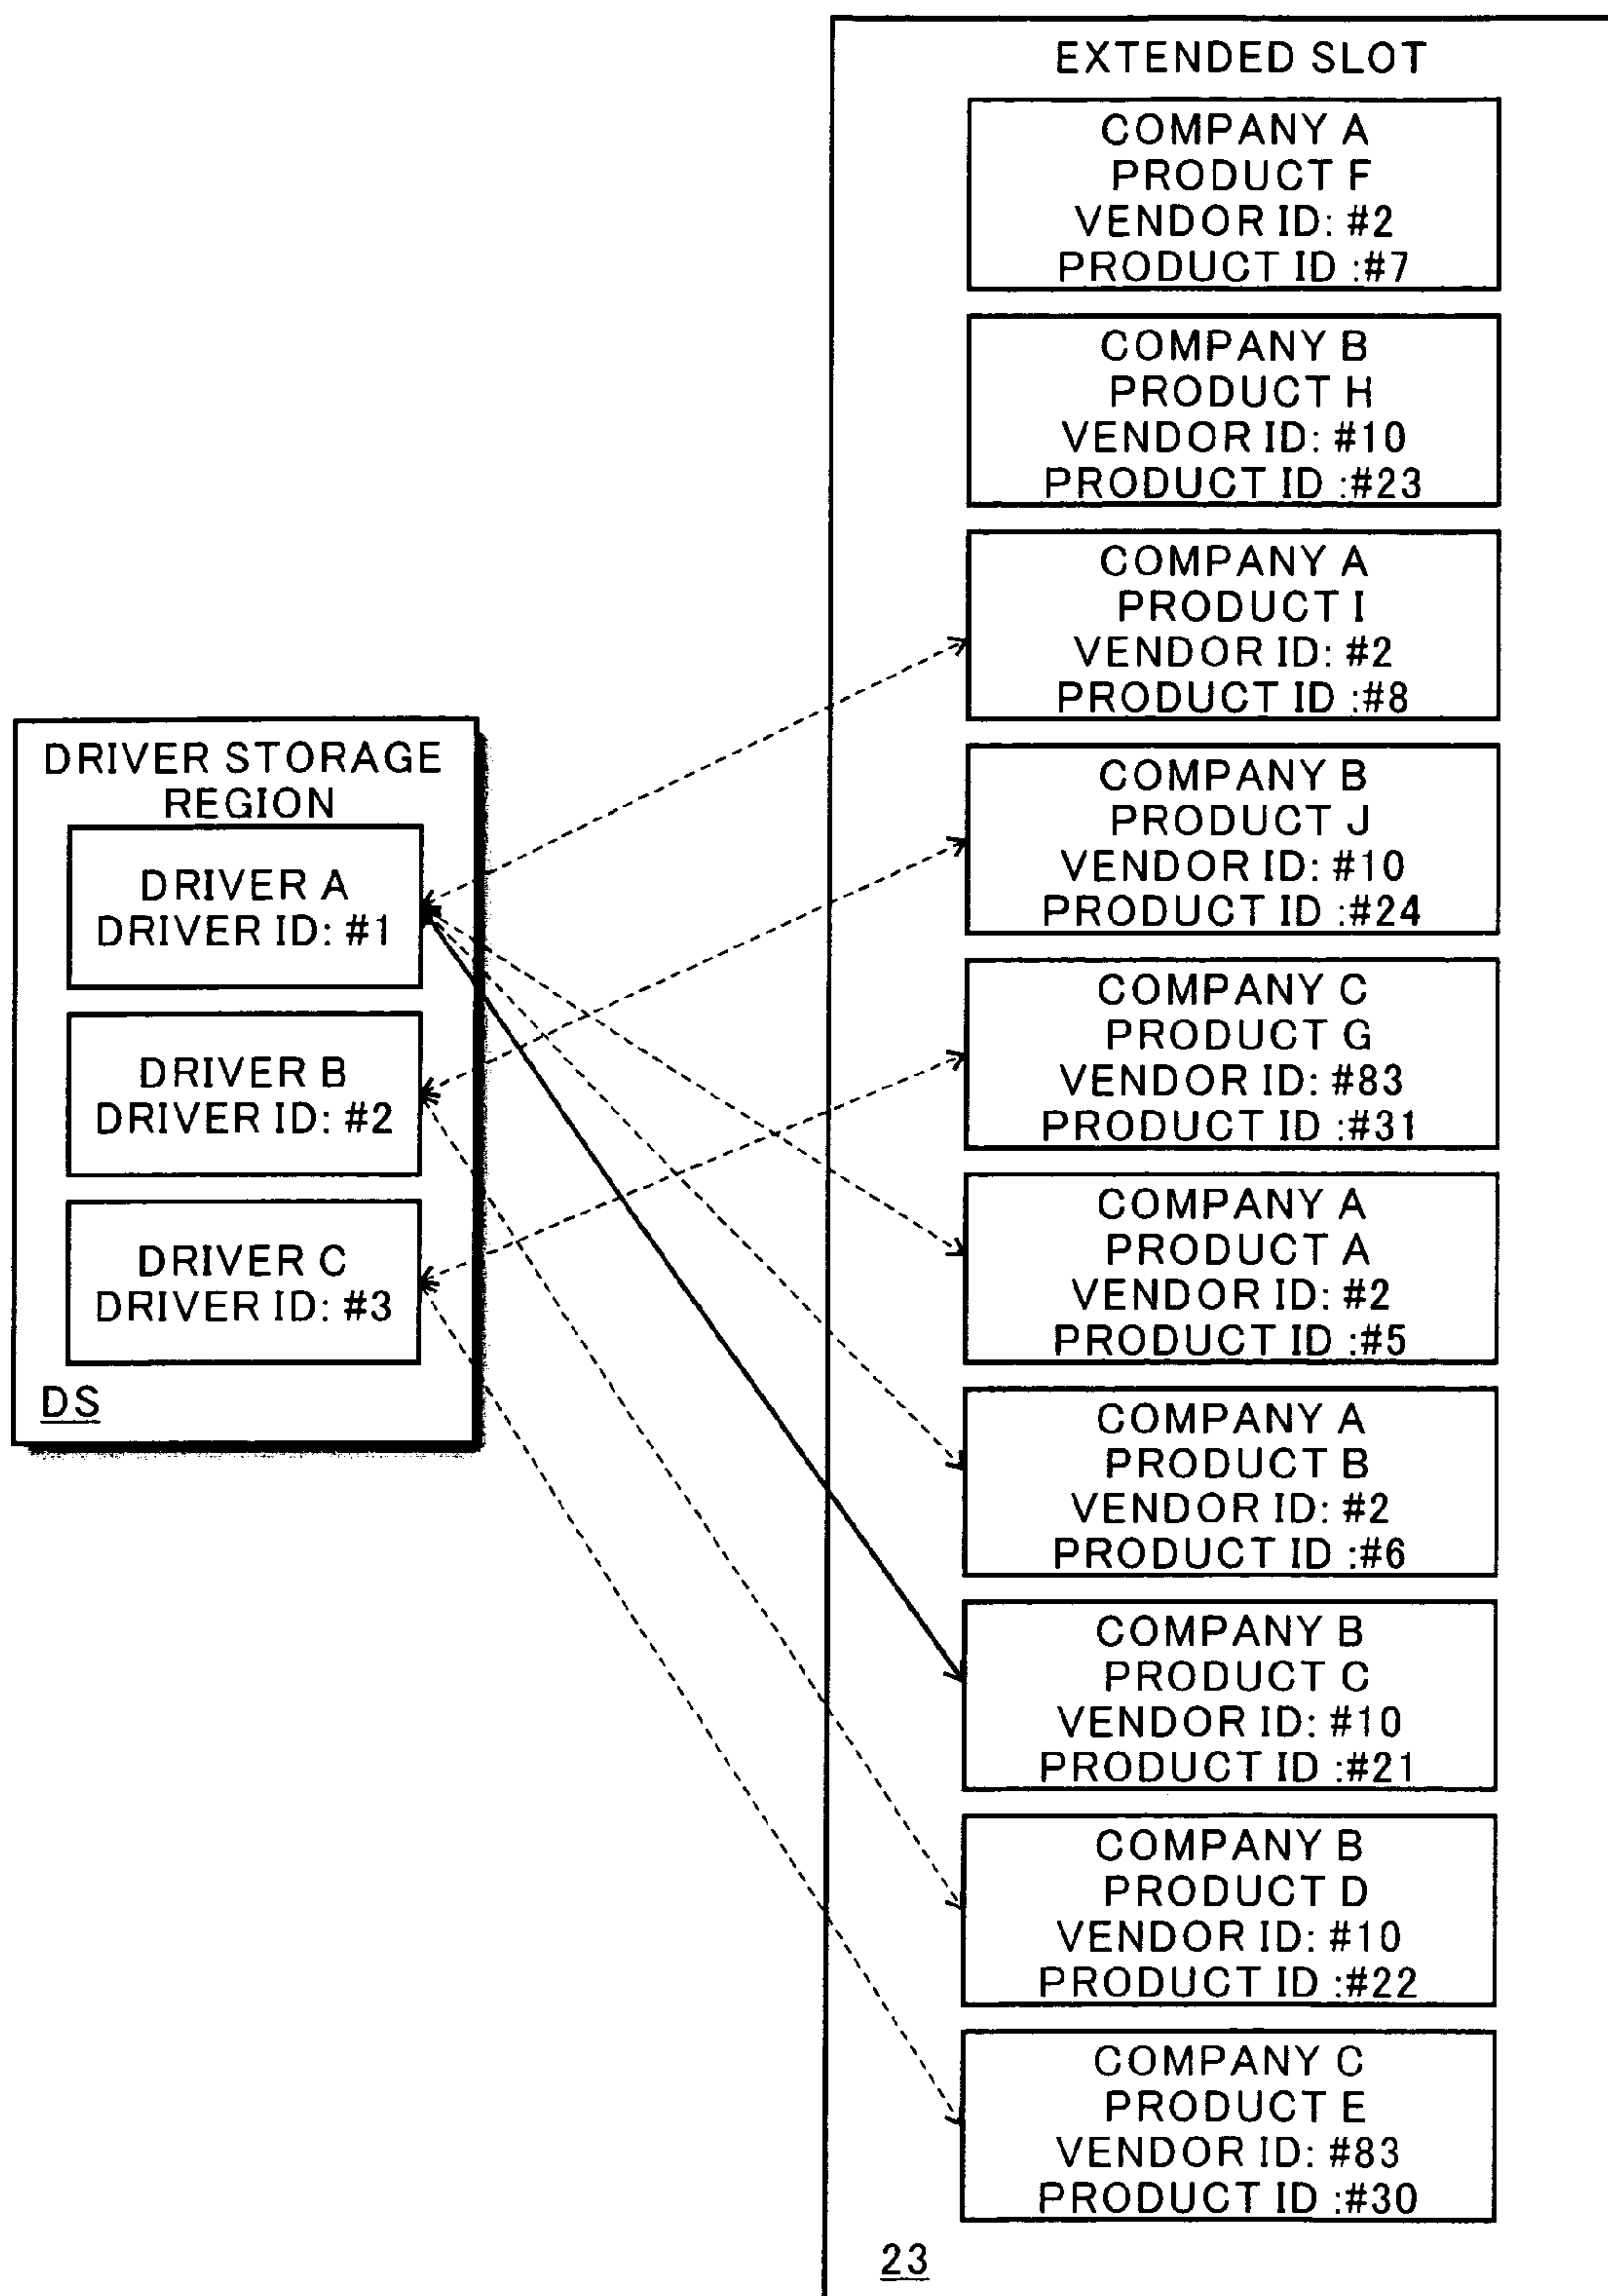 EXTENDED SLOT
COMPANY A
PRODUCT F
VENDOR ID: #2
PRODUCT ID :#7
COMPANY B
PRODUCT H
VENDOR ID: #10
PRODUCT ID :#23
COMPANY A
PRODUCT I
VENDOR ID: #2
PRODUCT ID :#8
COMPANY B
PRODUCT J
VENDOR ID: #10
PRODUCT ID :#24
COMPANY C
PRODUCT G
VENDOR ID: #83
PRODUCT ID :#31
COMPANY A
PRODUCT A
VENDOR ID: #2
PRODUCT ID :#5
COMPANY A
PRODUCT B
VENDOR ID: #2
PRODUCT ID :#6
COMPANY B
PRODUCT C
VENDOR ID: #10
PRODUCT ID :#21
COMPANY B
PRODUCT D
VENDOR ID: #10
PRODUCT ID :#22
COMPANY C
PRODUCT E
VENDOR ID: #83
PRODUCT ID :#30
23
DRIVER STORAGE
REGION
DRIVER A
DRIVER ID: #1
DRIVER B
DRIVER ID: #2
DRIVER C
DRIVER ID: #3
DS